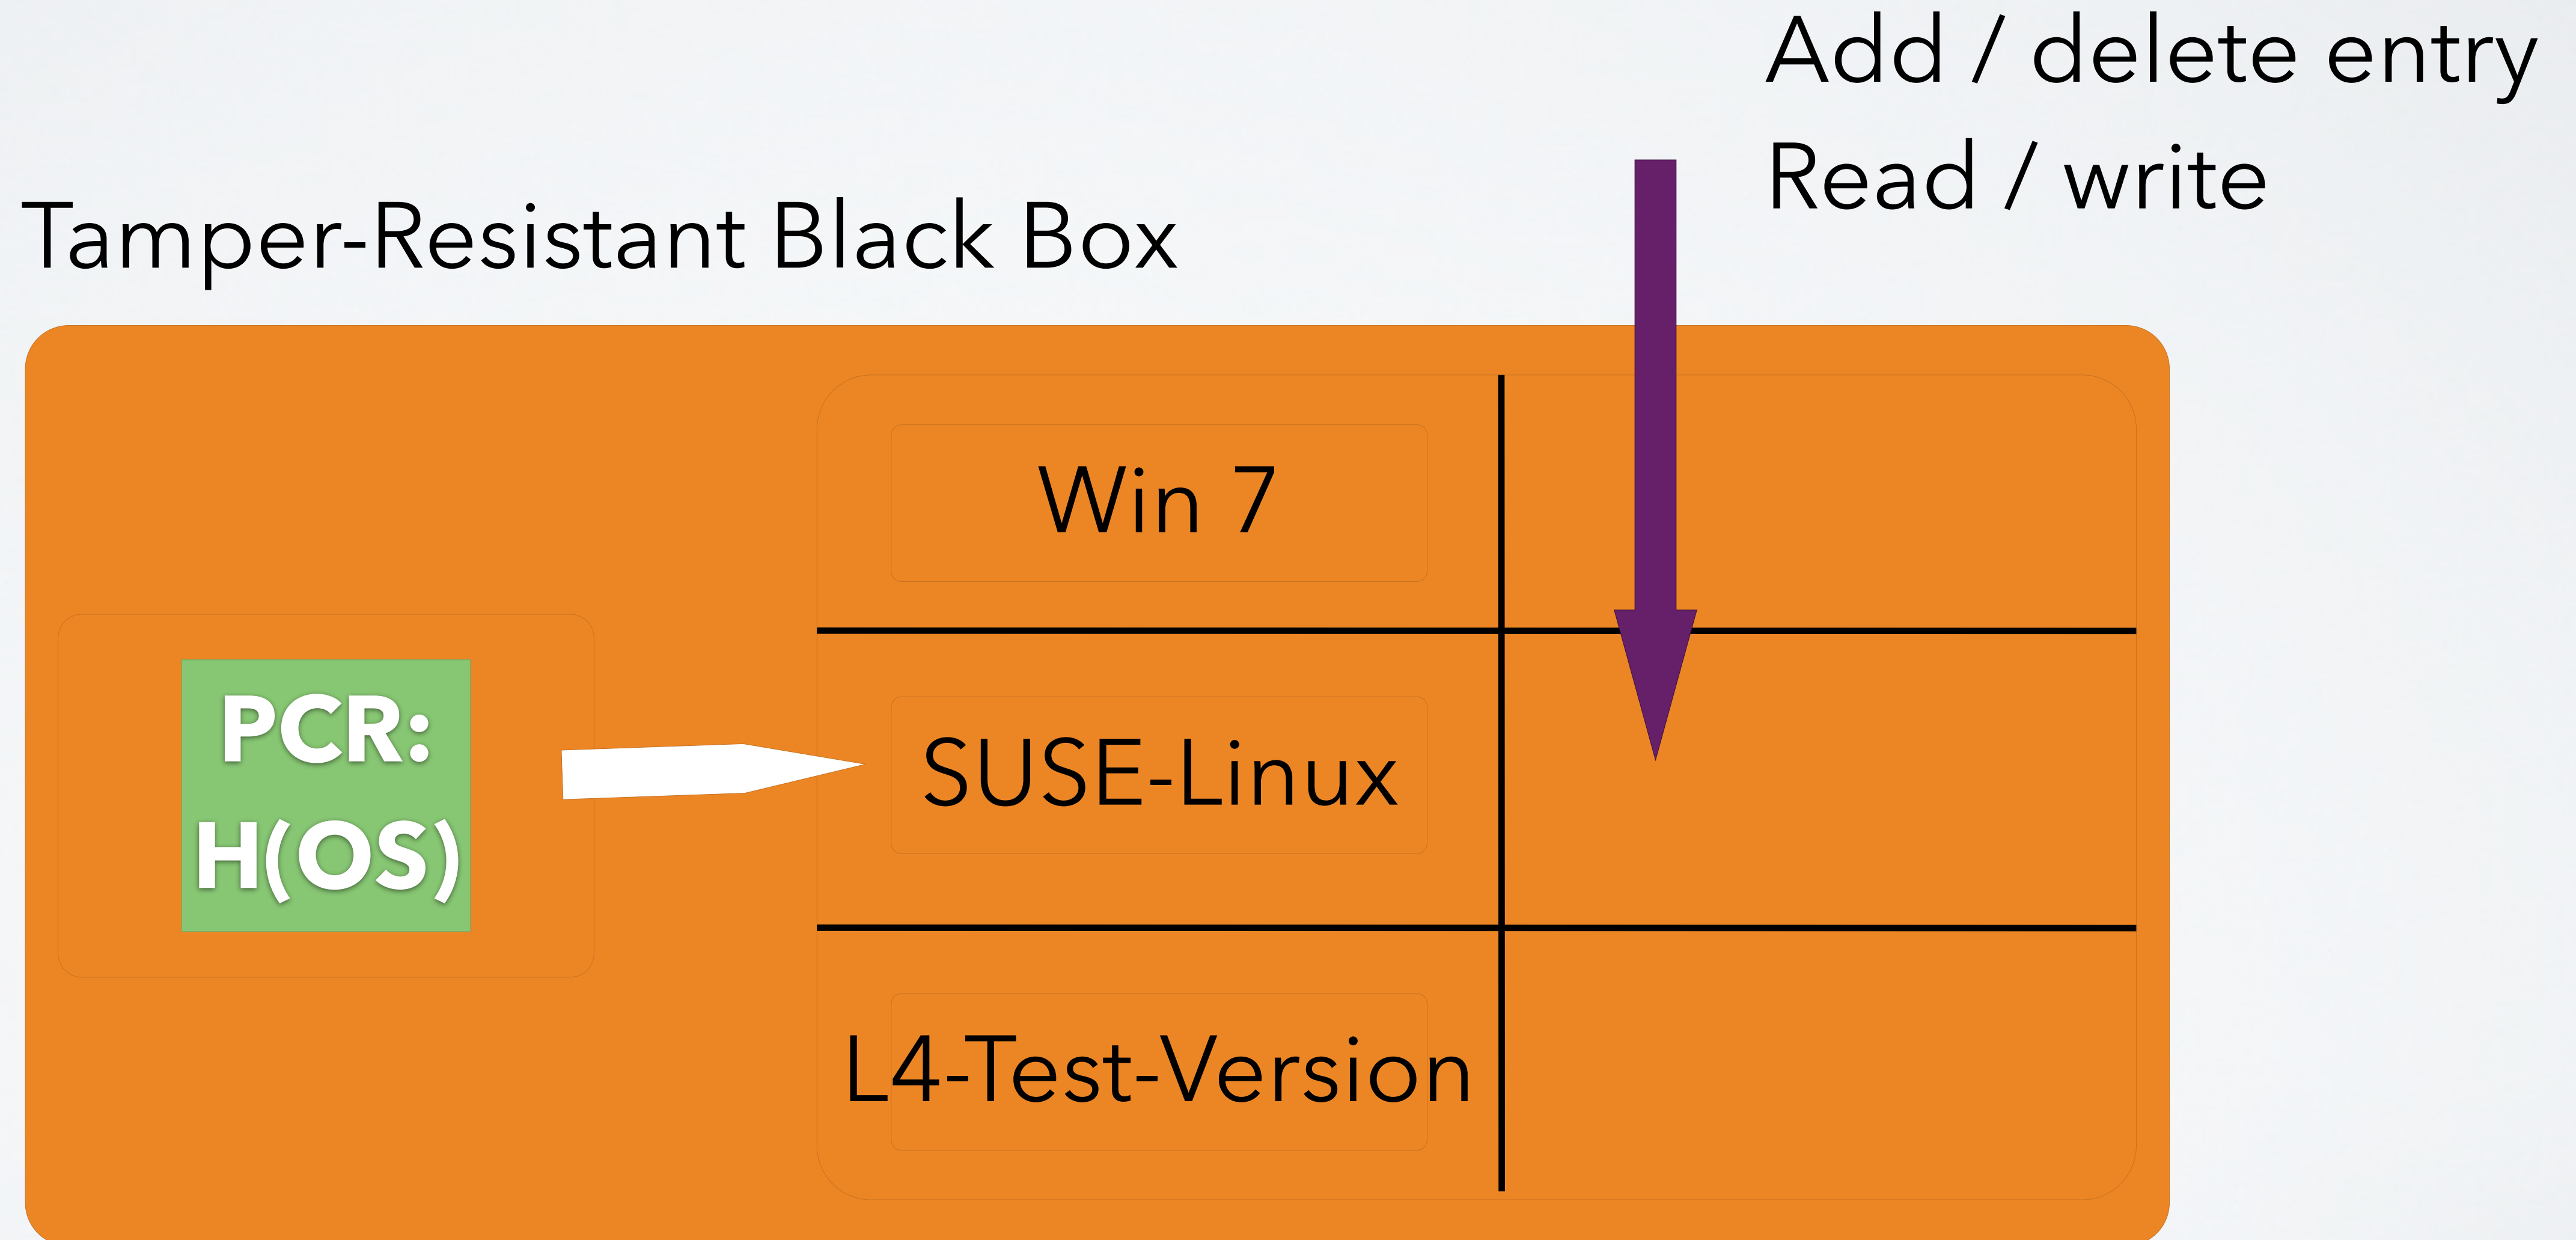 Add / delete entry
Read / write
Tamper-Resistant Black Box
Win 7
PCR:
H(OS)
SUSE-Linux
L4-Test-Version